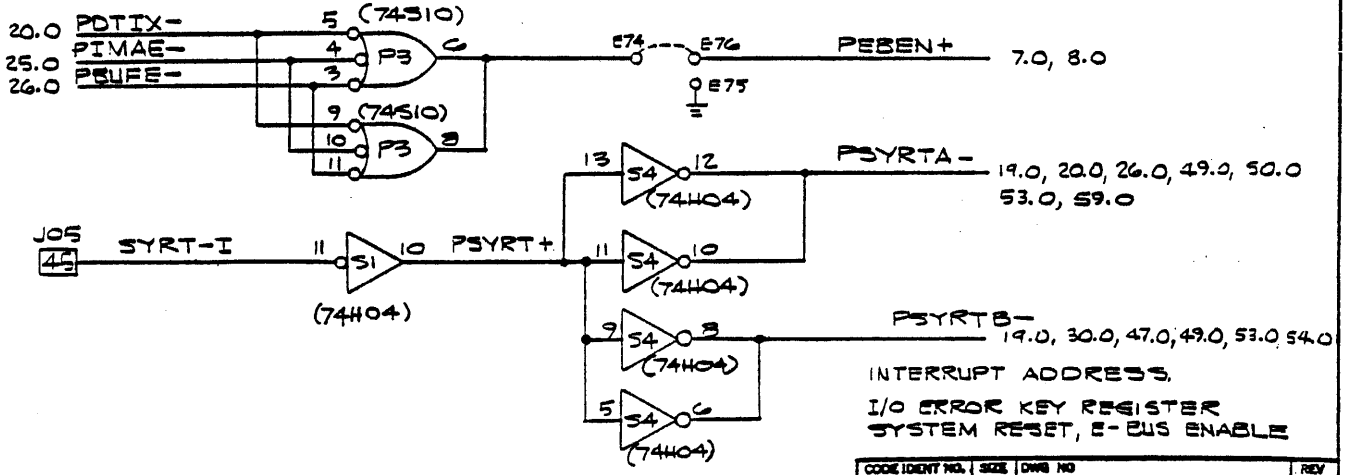 20.0 PDTIX- 5 (74S10)
25.0 PIMAE- 4 P3 6
26.0 PBUFE- 3
E74 E76 PEBEN+ 7.0, 8.0
E75
9 (74S10)
10 P3 8
11
13 S4 12 PSYRTA- 19.0, 20.0, 26.0, 49.0, 50.0
(74H04) 53.0, 59.0
J05
45 SYRT-I 11 S1 10 PSYRT+ 11 S4 10
(74H04) (74H04)
9 S4 8 PSYRTB- 19.0, 30.0, 47.0, 49.0, 53.0, 54.0
(74H04)
5 S4 6
(74H04)
INTERRUPT ADDRESS,
I/O ERROR KEY REGISTER
SYSTEM RESET, E-BUS ENABLE
CODE IDENT NO. SIZE DWG NO REV